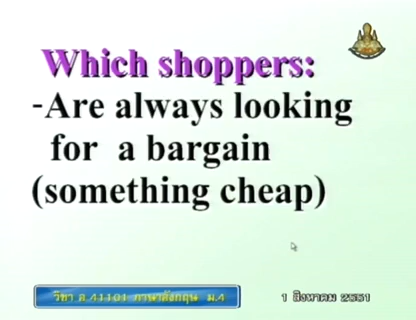 Which shoppers:
-Are always looking
for a bargain
(something cheap)
วิชา อ 41101 ภาษาอังกฤษ ม.4
1 สิงหาคม 2551